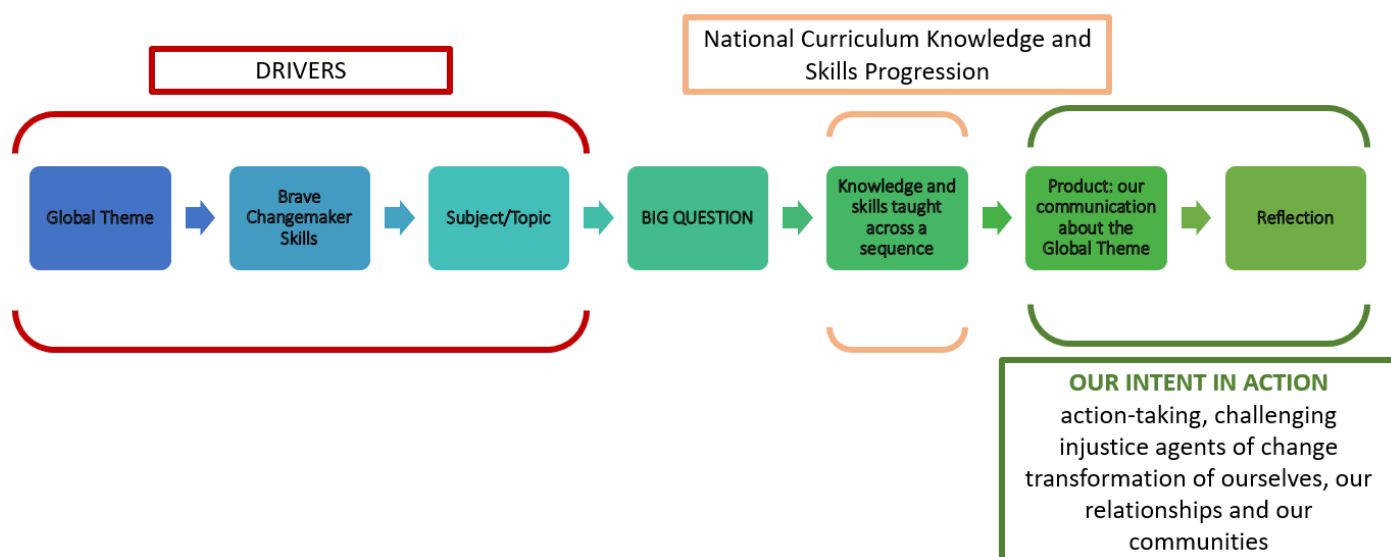 DRIVERS
National Curriculum Knowledge and
Skills Progression
Global Theme
Brave
Changemaker
Skills
Subject/Topic
BIG QUESTION
Knowledge and
skills taught
across a
sequence
Product: our
communication
about the
Global Theme
Reflection
OUR INTENT IN ACTION
action-taking, challenging
injustice agents of change
transformation of ourselves, our
relationships and our
communities